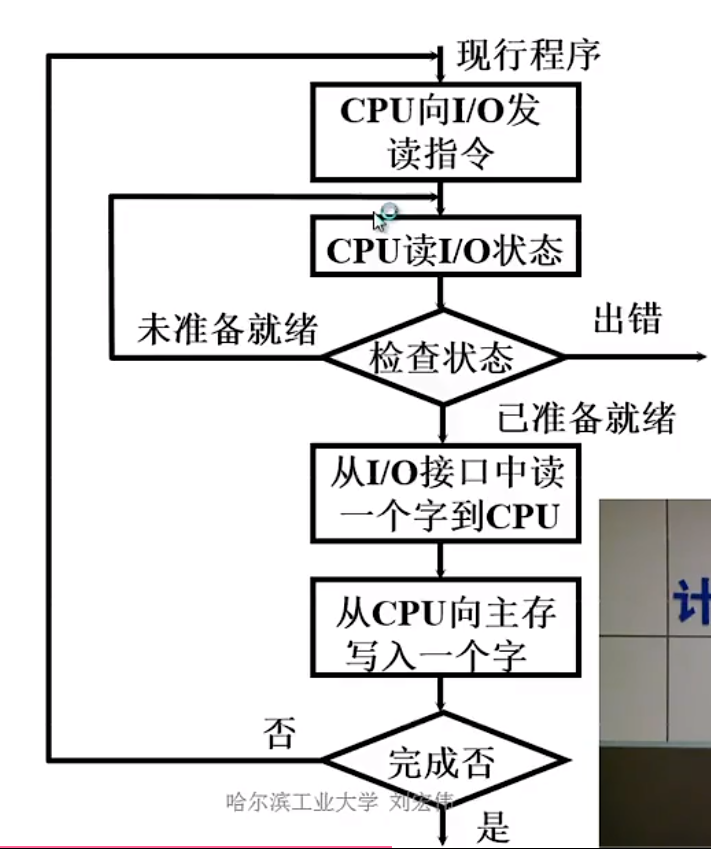 现行程序
CPU向I/O发
读指令
CPU读I/O状态
未准备就绪
出错
检查状态
已准备就绪
从I/O接口中读
一个字到CPU
从CPU向主存
写入一个字
计
否
完成否
哈尔滨工业大学 刘宏伟
是